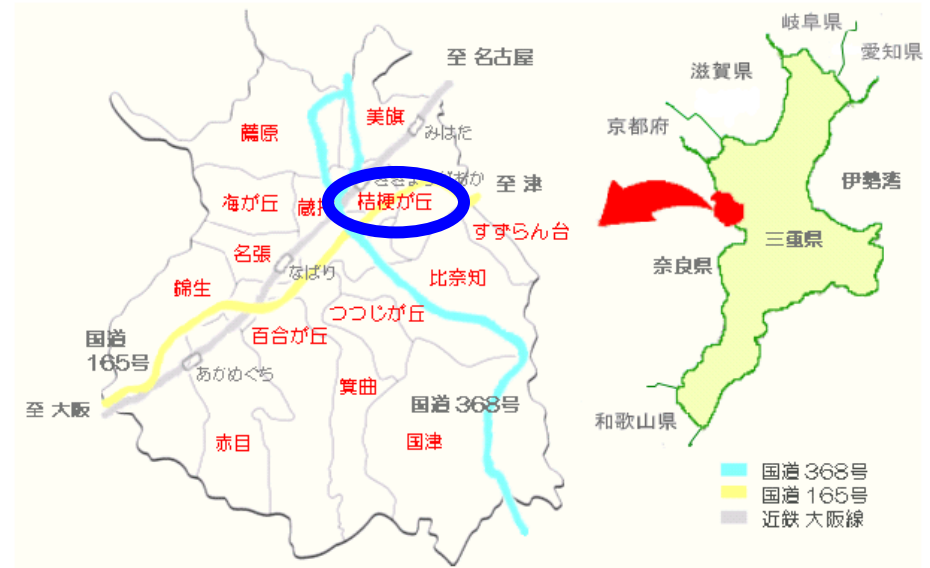 至 名古屋
美旗
みはた
薦原
至 津
海が丘
桔梗が丘
すずらん台
名張
なばり
比奈知
錦生
つつじが丘
百合が丘
国道
165号
あかめぐち
箕曲
至 大阪
国道 368号
赤目
国津
岐阜県
愛知県
滋賀県
京都府
伊勢湾
三重県
奈良県
和歌山県
国道 368号
国道 165号
近鉄 大阪線